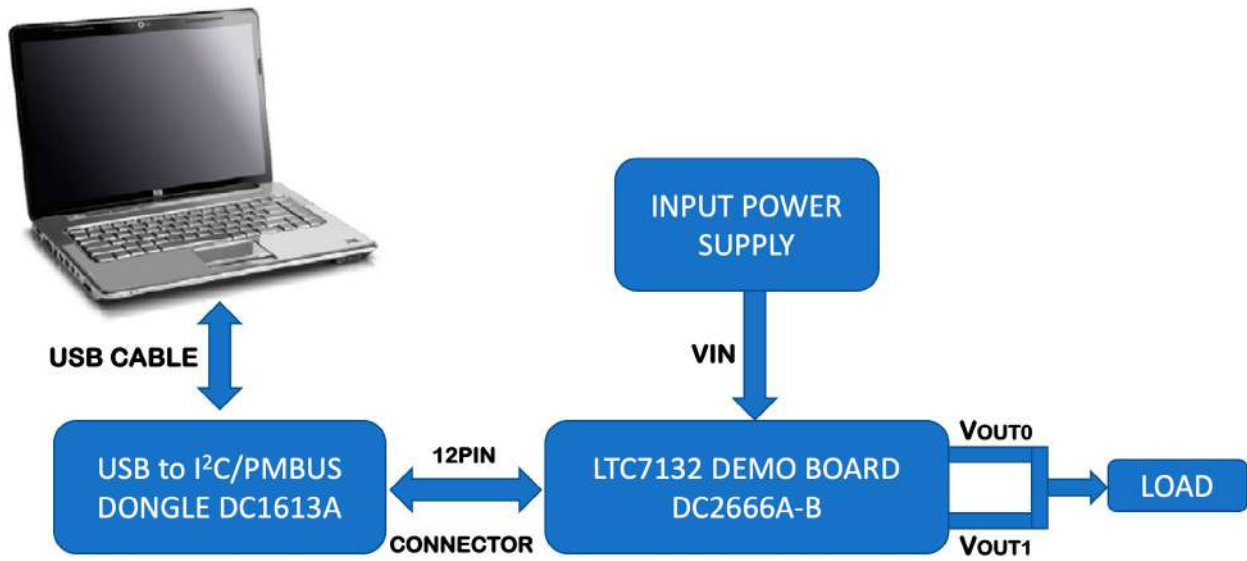 INPUT POWER
SUPPLY
USB CABLE
VIN
USB to I²C/PMBUS
DONGLE DC1613A
12PIN
CONNECTOR
LTC7132 DEMO BOARD
DC2666A-B
VOUT0
VOUT1
LOAD